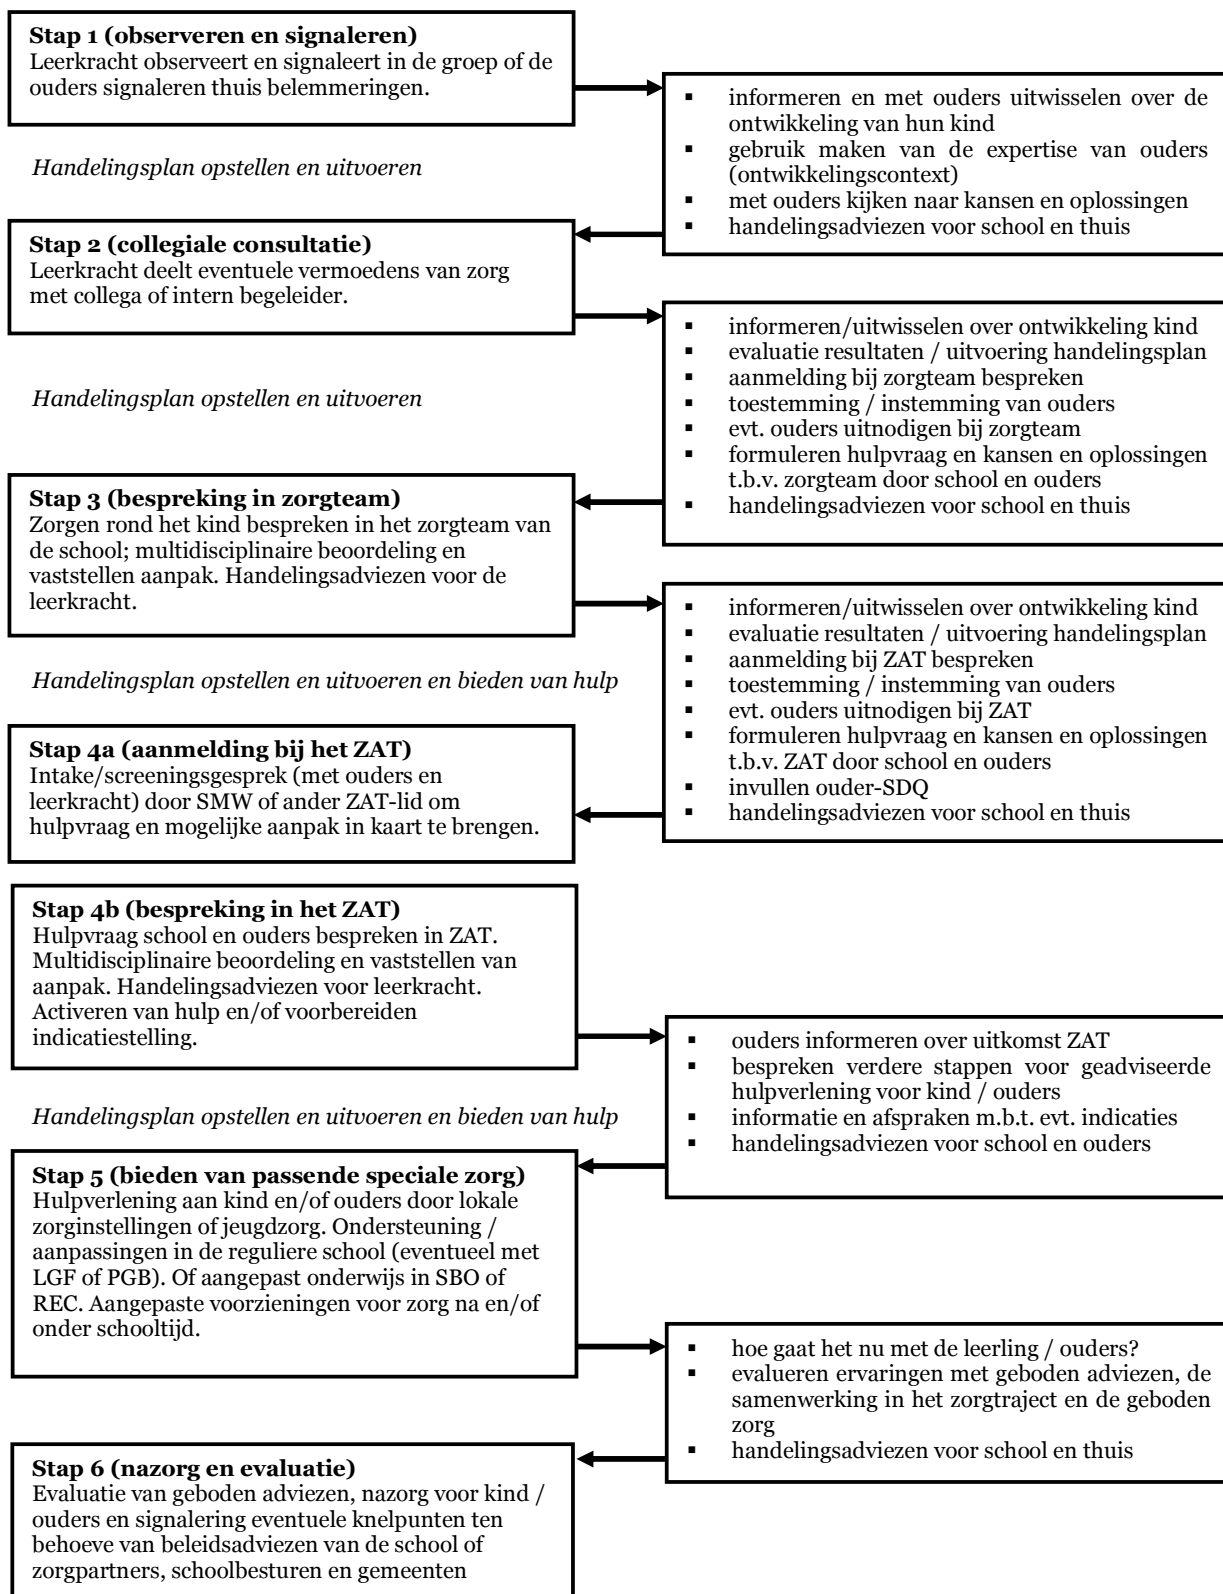 Stap 1 (observeren en signaleren)
Leerkracht observeert en signaleert in de groep of de
ouders signaleren thuis belemmeringen.
▪ informeren en met ouders uitwisselen over de
ontwikkeling van hun kind
▪ gebruik maken van de expertise van ouders
(ontwikkelingscontext)
▪ met ouders kijken naar kansen en oplossingen
▪ handelingsadviezen voor school en thuis
Handelingsplan opstellen en uitvoeren
Stap 2 (collegiale consultatie)
Leerkracht deelt eventuele vermoedens van zorg
met collega of intern begeleider.
▪ informeren/uitwisselen over ontwikkeling kind
▪ evaluatie resultaten / uitvoering handelingsplan
▪ aanmelding bij zorgteam bespreken
▪ toestemming / instemming van ouders
▪ evt. ouders uitnodigen bij zorgteam
▪ formuleren hulpvraag en kansen en oplossingen
t.b.v. zorgteam door school en ouders
▪ handelingsadviezen voor school en thuis
Handelingsplan opstellen en uitvoeren
Stap 3 (bespreking in zorgteam)
Zorgen rond het kind bespreken in het zorgteam van
de school; multidisciplinaire beoordeling en
vaststellen aanpak. Handelingsadviezen voor de
leerkracht.
▪ informeren/uitwisselen over ontwikkeling kind
▪ evaluatie resultaten / uitvoering handelingsplan
▪ aanmelding bij ZAT bespreken
▪ toestemming / instemming van ouders
▪ evt. ouders uitnodigen bij ZAT
▪ formuleren hulpvraag en kansen en oplossingen
t.b.v. ZAT door school en ouders
▪ invullen ouder-SDQ
▪ handelingsadviezen voor school en thuis
Handelingsplan opstellen en uitvoeren en bieden van hulp
Stap 4a (aanmelding bij het ZAT)
Intake/screeningsgesprek (met ouders en
leerkracht) door SMW of ander ZAT-lid om
hulpvraag en mogelijke aanpak in kaart te brengen.
Stap 4b (bespreking in het ZAT)
Hulpvraag school en ouders bespreken in ZAT.
Multidisciplinaire beoordeling en vaststellen van
aanpak. Handelingsadviezen voor leerkracht.
Activeren van hulp en/of voorbereiden
indicatiestelling.
▪ ouders informeren over uitkomst ZAT
▪ bespreken verdere stappen voor geadviseerde
hulpverlening voor kind / ouders
▪ informatie en afspraken m.b.t. evt. indicaties
▪ handelingsadviezen voor school en ouders
Handelingsplan opstellen en uitvoeren en bieden van hulp
Stap 5 (bieden van passende speciale zorg)
Hulpverlening aan kind en/of ouders door lokale
zorginstellingen of jeugdzorg. Ondersteuning /
aanpassingen in de reguliere school (eventueel met
LGF of PGB). Of aangepast onderwijs in SBO of
REC. Aangepaste voorzieningen voor zorg na en/of
onder schooltijd.
▪ hoe gaat het nu met de leerling / ouders?
▪ evalueren ervaringen met geboden adviezen, de
samenwerking in het zorgtraject en de geboden
zorg
▪ handelingsadviezen voor school en thuis
Stap 6 (nazorg en evaluatie)
Evaluatie van geboden adviezen, nazorg voor kind /
ouders en signalering eventuele knelpunten ten
behoeve van beleidsadviezen van de school of
zorgpartners, schoolbesturen en gemeenten